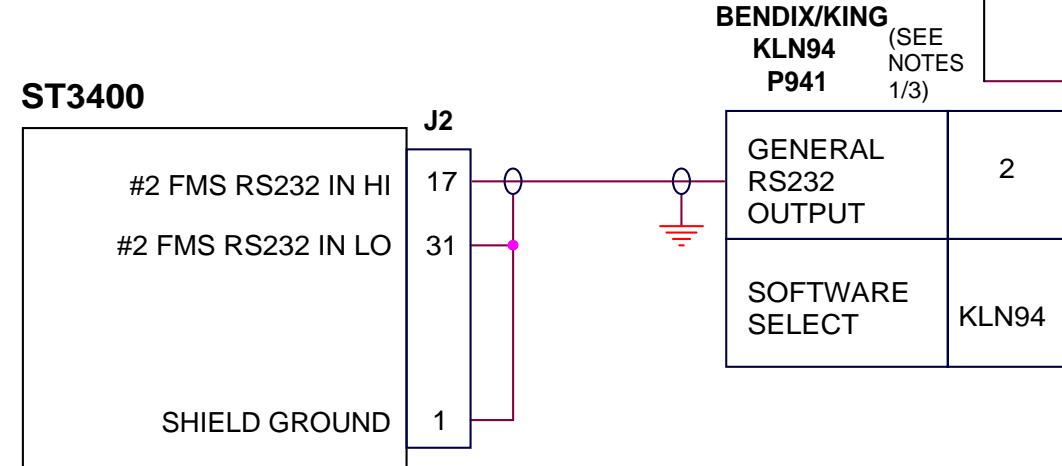 BENDIX/KING
KLN94
P941
(SEE
NOTES
1/3)
ST3400
J2
#2 FMS RS232 IN HI
17
#2 FMS RS232 IN LO
31
SHIELD GROUND
1
GENERAL
RS232
OUTPUT
2
SOFTWARE
SELECT
KLN94